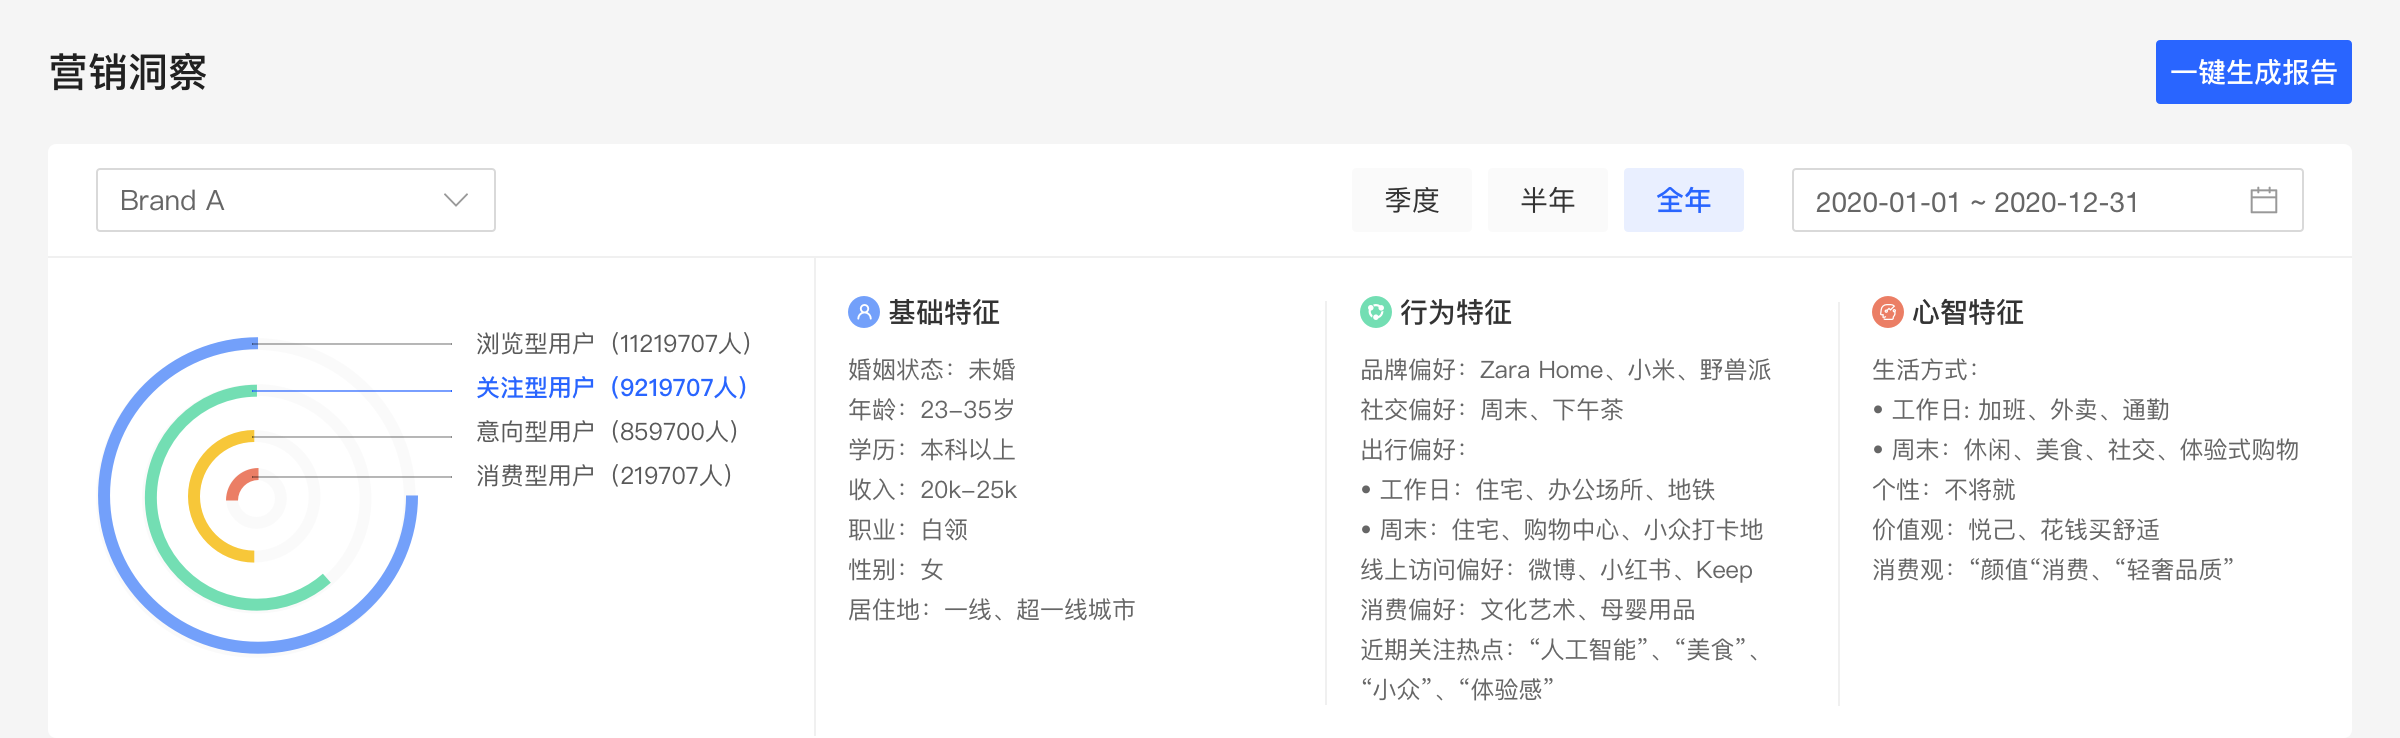 营销洞察
一键生成报告
Brand A
季度
半年
全年
2020-01-01 ~ 2020-12-31
浏览型用户（11219707人）
关注型用户（9219707人）
意向型用户（859700人）
消费型用户（219707人）
基础特征
婚姻状态：未婚
年龄：23–35岁
学历：本科以上
收入：20k–25k
职业：白领
性别：女
居住地：一线、超一线城市
行为特征
品牌偏好：Zara Home、小米、野兽派
社交偏好：周末、下午茶
出行偏好：
• 工作日：住宅、办公场所、地铁
• 周末：住宅、购物中心、小众打卡地
线上访问偏好：微博、小红书、Keep
消费偏好：文化艺术、母婴用品
近期关注热点：“人工智能”、“美食”、
“小众”、“体验感”
心智特征
生活方式：
• 工作日: 加班、外卖、通勤
• 周末：休闲、美食、社交、体验式购物
个性：不将就
价值观：悦己、花钱买舒适
消费观：“颜值“消费、“轻奢品质”